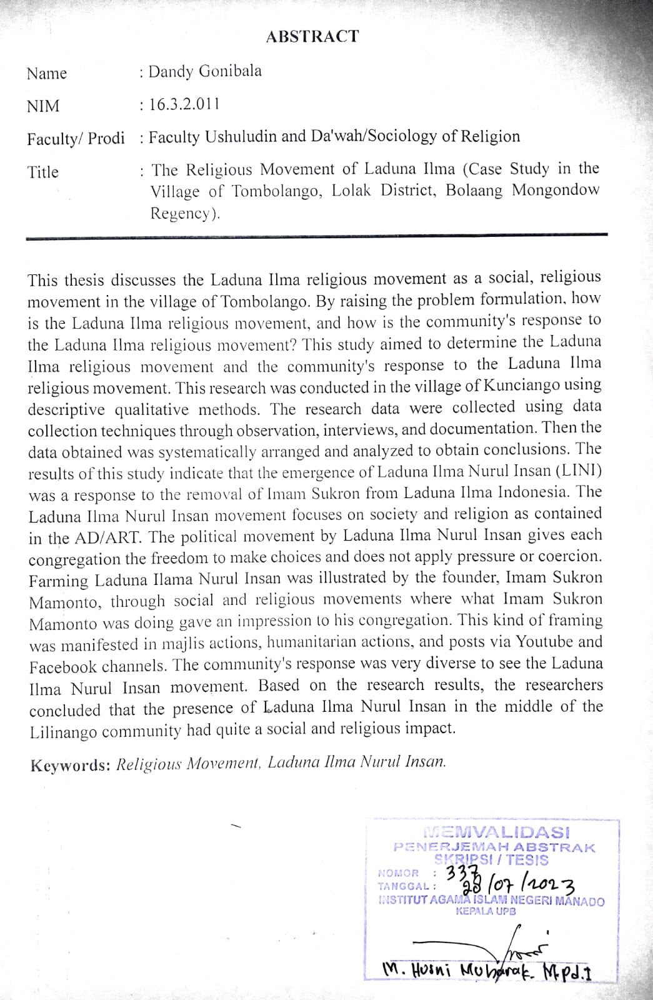 ABSTRACT
Name : Dandy Gonibala
NIM : 16.3.2.011
Faculty/ Prodi : Faculty Ushuludin and Da'wah/Sociology of Religion
Title : The Religious Movement of Laduna Ilma (Case Study in the
Village of Tombolango, Lolak District, Bolaang Mongondow
Regency).
This thesis discusses the Laduna Ilma religious movement as a social, religious
movement in the village of Tombolango. By raising the problem formulation, how
is the Laduna Ilma religious movement, and how is the community's response to
the Laduna Ilma religious movement? This study aimed to determine the Laduna
Ilma religious movement and the community's response to the Laduna Ilma
religious movement. This research was conducted in the village of Kunciango using
descriptive qualitative methods. The research data were collected using data
collection techniques through observation, interviews, and documentation. Then the
data obtained was systematically arranged and analyzed to obtain conclusions. The
results of this study indicate that the emergence of Laduna Ilma Nurul Insan (LINI)
was a response to the removal of Imam Sukron from Laduna Ilma Indonesia. The
Laduna Ilma Nurul Insan movement focuses on society and religion as contained
in the AD/ART. The political movement by Laduna Ilma Nurul Insan gives each
congregation the freedom to make choices and does not apply pressure or coercion.
Farming Laduna Ilama Nurul Insan was illustrated by the founder, Imam Sukron
Mamonto, through social and religious movements where what Imam Sukron
Mamonto was doing gave an impression to his congregation. This kind of framing
was manifested in majlis actions, humanitarian actions, and posts via Youtube and
Facebook channels. The community's response was very diverse to see the Laduna
Ilma Nurul Insan movement. Based on the research results, the researchers
concluded that the presence of Laduna Ilma Nurul Insan in the middle of the
Lilinango community had quite a social and religious impact.
Keywords: Religious Movement, Laduna Ilma Nurul Insan.
MEMVALIDASI
PENERJEMAH ABSTRAK
SKRIPSI / TESIS
NOMOR : 337
TANGGAL : 28/07/2023
INSTITUT AGAMA ISLAM NEGERI MANADO
KEPALA UPB
M. Husni Mubarak. M.Pd.I